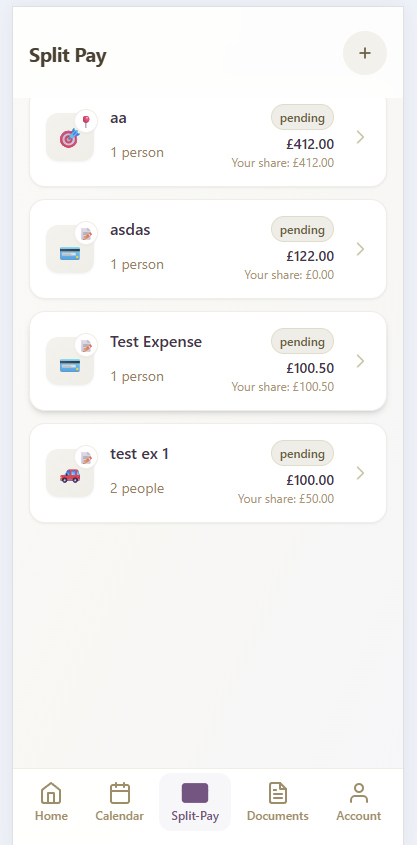 Split Pay
+
aa
pending
£412.00
1 person
Your share: £412.00
asdas
pending
£122.00
1 person
Your share: £0.00
Test Expense
pending
£100.50
1 person
Your share: £100.50
test ex 1
pending
£100.00
2 people
Your share: £50.00
Home Calendar Split-Pay Documents Account